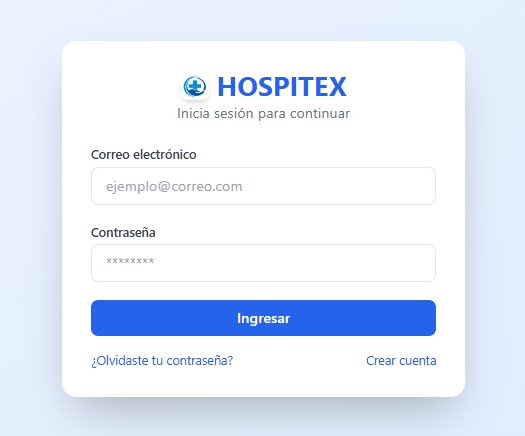 HOSPITEX
Inicia sesión para continuar
Correo electrónico
ejemplo@correo.com
Contraseña
********
Ingresar
¿Olvidaste tu contraseña? Crear cuenta